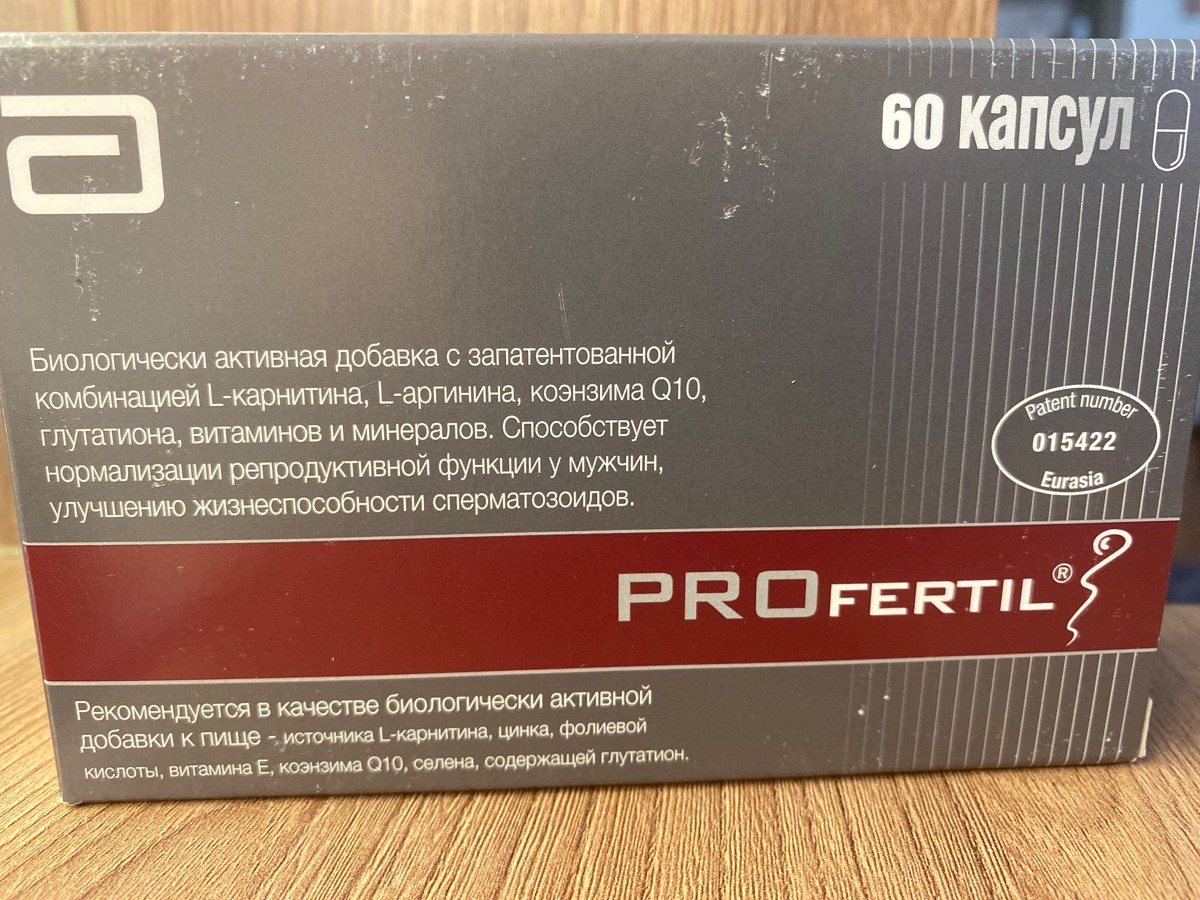 60 капсул
Биологически активная добавка с запатентованной
комбинацией L-карнитина, L-аргинина, коэнзима Q10,
глутатиона, витаминов и минералов. Способствует
нормализации репродуктивной функции у мужчин,
улучшению жизнеспособности сперматозоидов.
Patent number
015422
Eurasia
PROFERTIL®
Рекомендуется в качестве биологически активной
добавки к пище - источника L-карнитина, цинка, фолиевой
кислоты, витамина Е, коэнзима Q10, селена, содержащей глутатион.